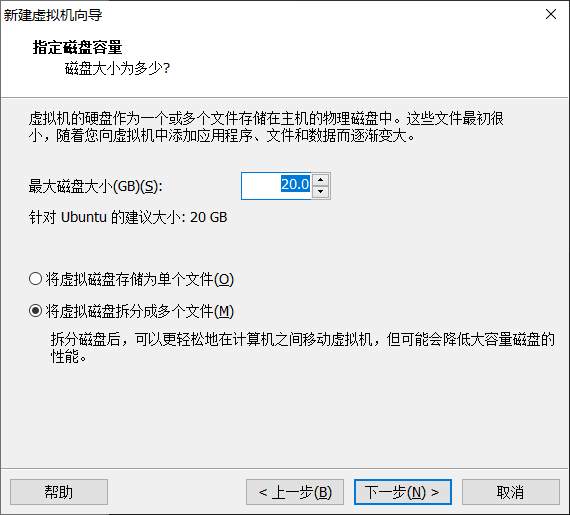 新建虚拟机向导
指定磁盘容量
磁盘大小为多少?
虚拟机的硬盘作为一个或多个文件存储在主机的物理磁盘中。这些文件最初很
小，随着您向虚拟机中添加应用程序、文件和数据而逐渐变大。
最大磁盘大小(GB)(S): 20.0
针对 Ubuntu 的建议大小: 20 GB
将虚拟磁盘存储为单个文件(O)
将虚拟磁盘拆分成多个文件(M)
拆分磁盘后，可以更轻松地在计算机之间移动虚拟机，但可能会降低大容量磁盘的
性能。
帮助 < 上一步(B) 下一步(N) > 取消